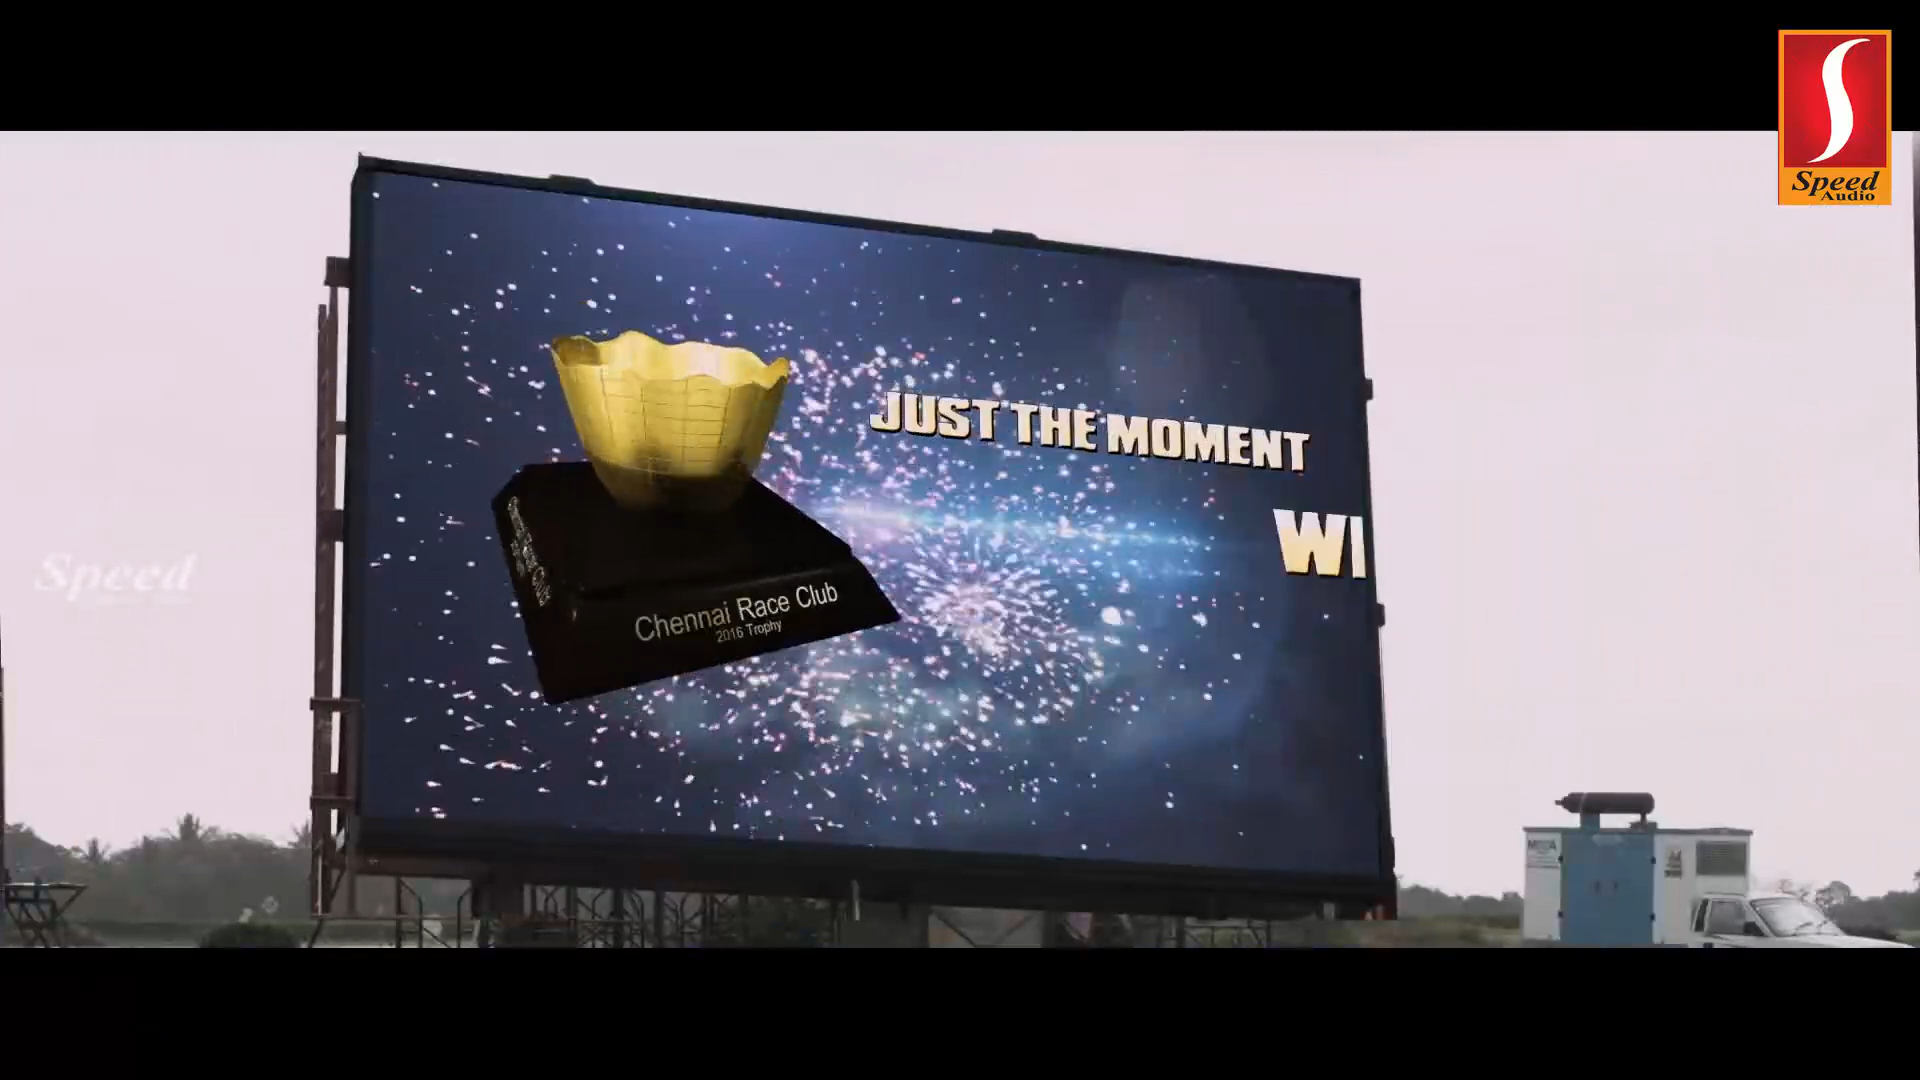 S
Speed
Audio
JUST THE MOMENT
WI
Speed
Chennai Race Club
2016 Trophy